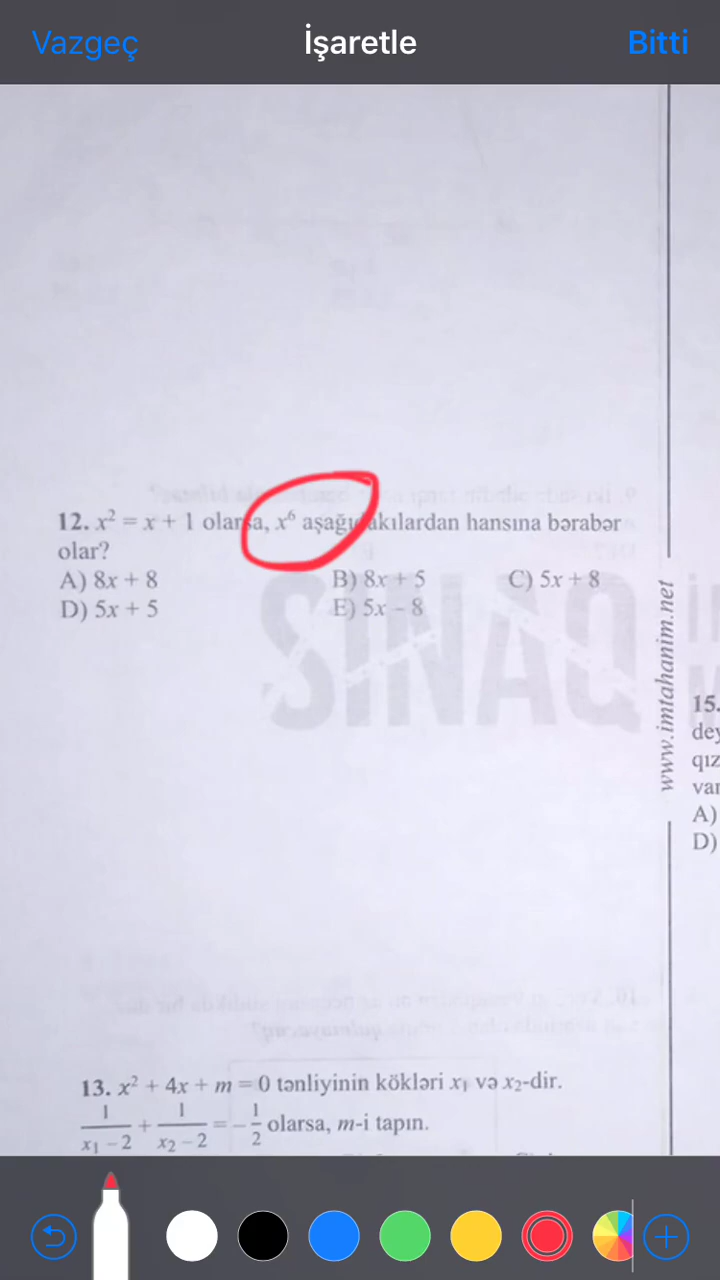 Vazgeç İşaretle Bitti
12. x² = x + 1 olarsa, x⁶ aşağıdakılardan hansına bərabər
olar?
A) 8x + 8 B) 8x + 5 C) 5x + 8
D) 5x + 5 E) 5x – 8
SINAQ
www.imtahanim.net
15.
dey
qız
var
A)
D)
13. x² + 4x + m = 0 tənliyinin kökləri x₁ və x₂-dir.
1/(x₁ – 2) + 1/(x₂ – 2) = –1/2 olarsa, m-i tapın.